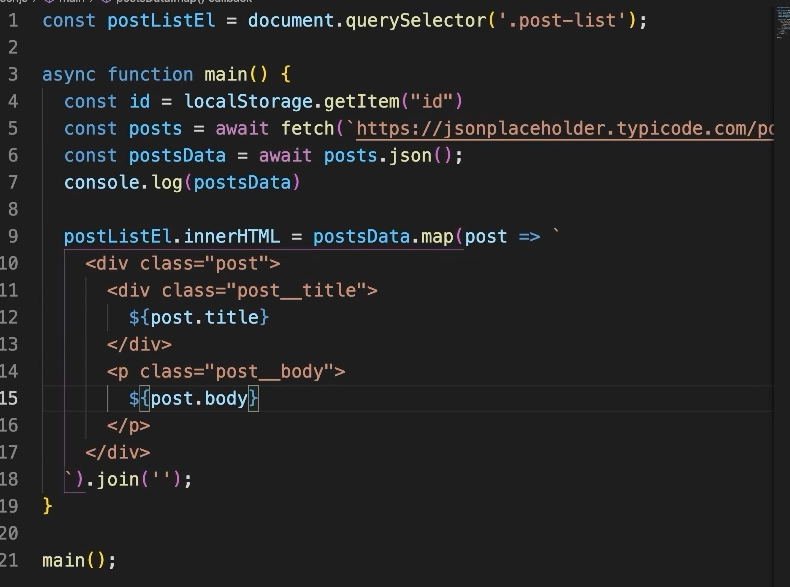 1 const postListEl = document.querySelector('.post-list');
2
3 async function main() {
4   const id = localStorage.getItem("id")
5   const posts = await fetch(`https://jsonplaceholder.typicode.com/po
6   const postsData = await posts.json();
7   console.log(postsData)
8
9   postListEl.innerHTML = postsData.map(post => `
10     <div class="post">
11       <div class="post__title">
12         ${post.title}
13       </div>
14       <p class="post__body">
15         ${post.body}
16       </p>
17     </div>
18   `).join('');
19 }
20
21 main();